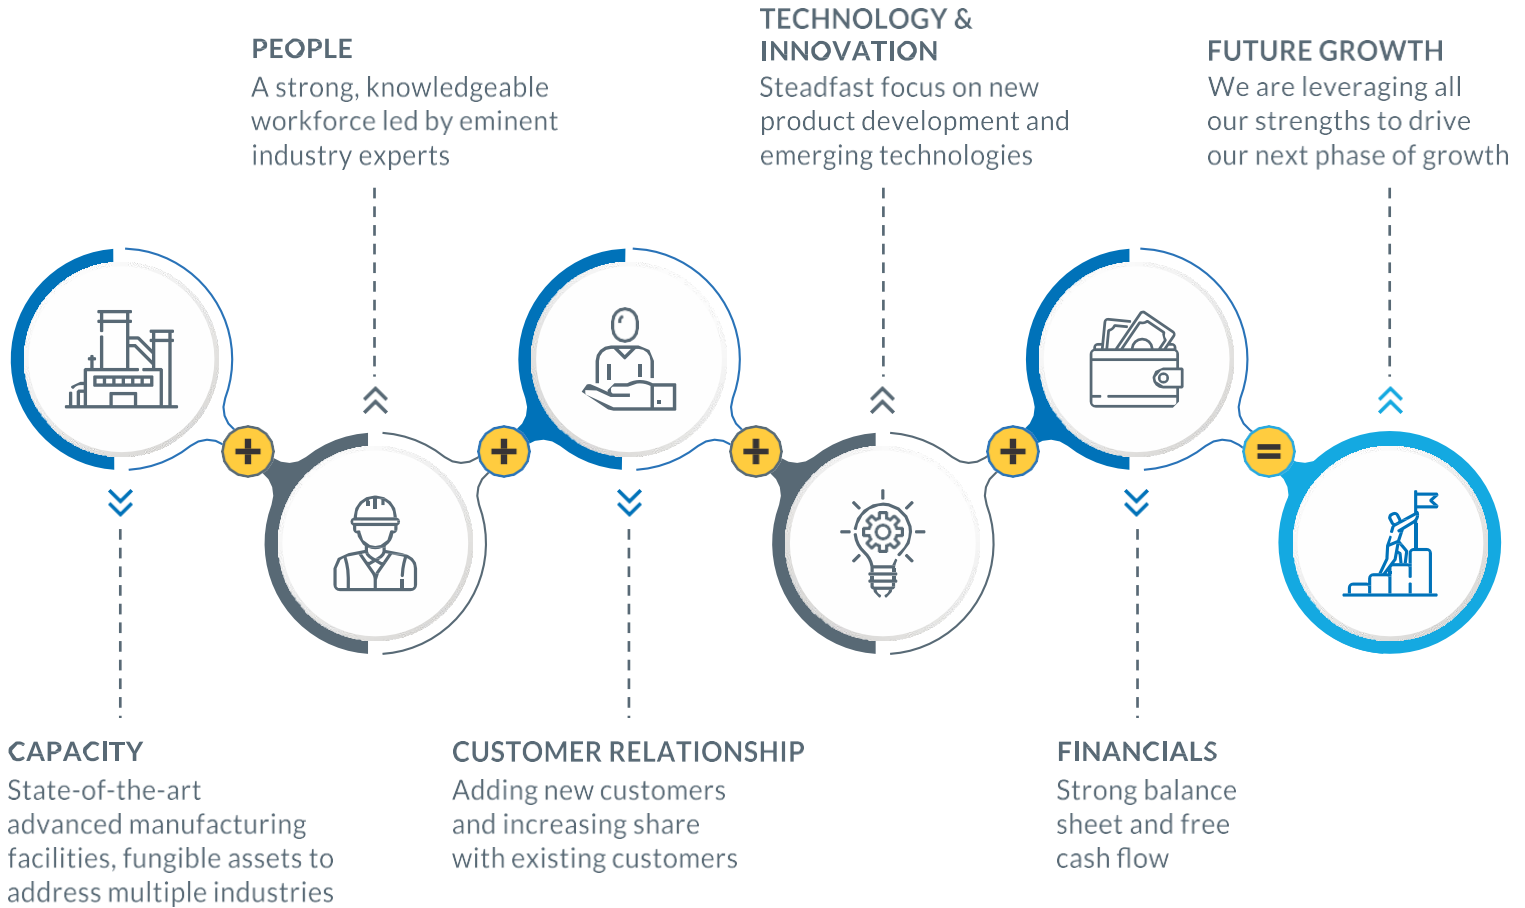 PEOPLE
A strong, knowledgeable
workforce led by eminent
industry experts
TECHNOLOGY &
INNOVATION
Steadfast focus on new
product development and
emerging technologies
FUTURE GROWTH
We are leveraging all
our strengths to drive
our next phase of growth
+
+
+
+
=
CAPACITY
State-of-the-art
advanced manufacturing
facilities, fungible assets to
address multiple industries
CUSTOMER RELATIONSHIP
Adding new customers
and increasing share
with existing customers
FINANCIALS
Strong balance
sheet and free
cash flow